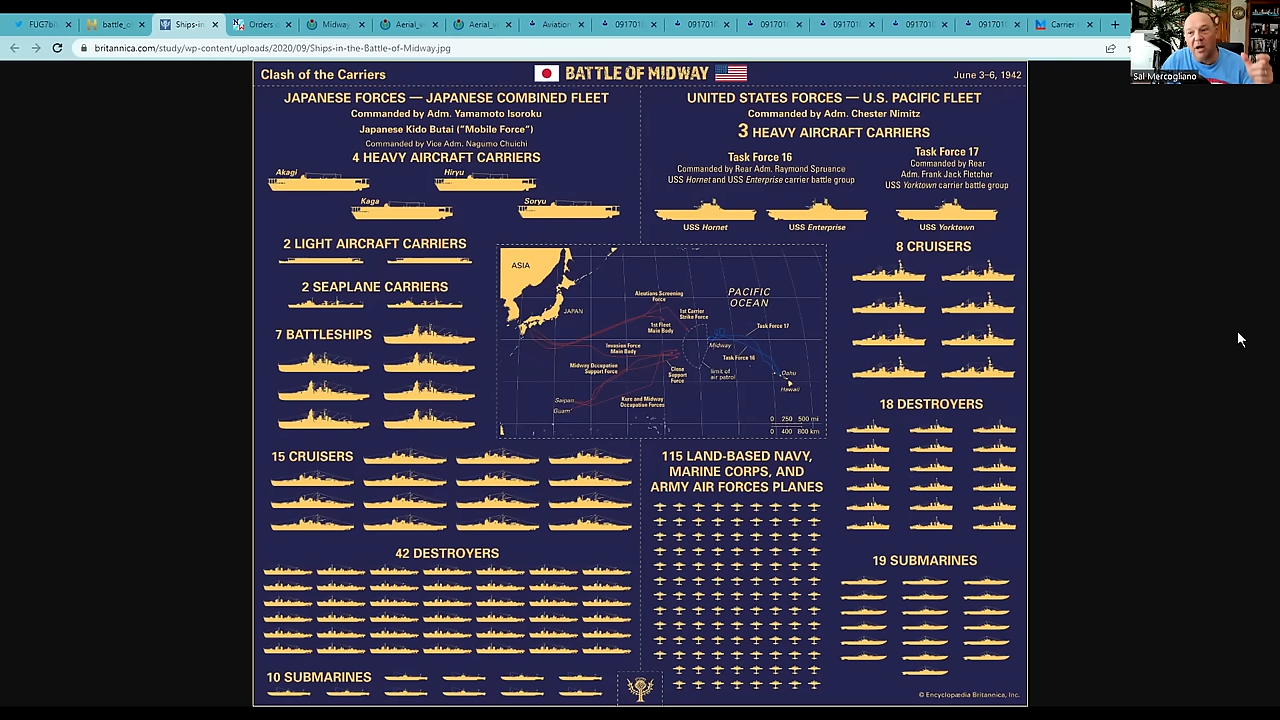 FUG7b
battle_o
Ships-in
Orders o
Midway
Aerial_v
Aerial_v
Aviation
091701
091701
091701
091701
091701
091701
Carrier
britannica.com/study/wp-content/uploads/2020/09/Ships-in-the-Battle-of-Midway.jpg
Sal Mercogliano
Clash of the Carriers
BATTLE OF MIDWAY
June 3–6, 1942
JAPANESE FORCES — JAPANESE COMBINED FLEET
Commanded by Adm. Yamamoto Isoroku
Japanese Kido Butai ("Mobile Force")
Commanded by Vice Adm. Nagumo Chuichi
4 HEAVY AIRCRAFT CARRIERS
Akagi
Hiryu
Kaga
Soryu
2 LIGHT AIRCRAFT CARRIERS
2 SEAPLANE CARRIERS
7 BATTLESHIPS
15 CRUISERS
42 DESTROYERS
10 SUBMARINES
UNITED STATES FORCES — U.S. PACIFIC FLEET
Commanded by Adm. Chester Nimitz
3 HEAVY AIRCRAFT CARRIERS
Task Force 16
Commanded by Rear Adm. Raymond Spruance
USS Hornet and USS Enterprise carrier battle group
Task Force 17
Commanded by Rear
Adm. Frank Jack Fletcher
USS Yorktown carrier battle group
USS Hornet
USS Enterprise
USS Yorktown
8 CRUISERS
18 DESTROYERS
19 SUBMARINES
ASIA
JAPAN
PACIFIC
OCEAN
Aleutians Screening
Force
1st Carrier
Strike Force
1st Fleet
Main Body
Task Force 17
Invasion Force
Main Body
Midway
Task Force 16
Midway Occupation
Support Force
Close
Support
Force
limit of
air patrol
Oahu
Hawaii
Saipan
Guam
Kure and Midway
Occupation Forces
0 250 500 mi
0 400 800 km
115 LAND-BASED NAVY,
MARINE CORPS, AND
ARMY AIR FORCES PLANES
© Encyclopædia Britannica, Inc.